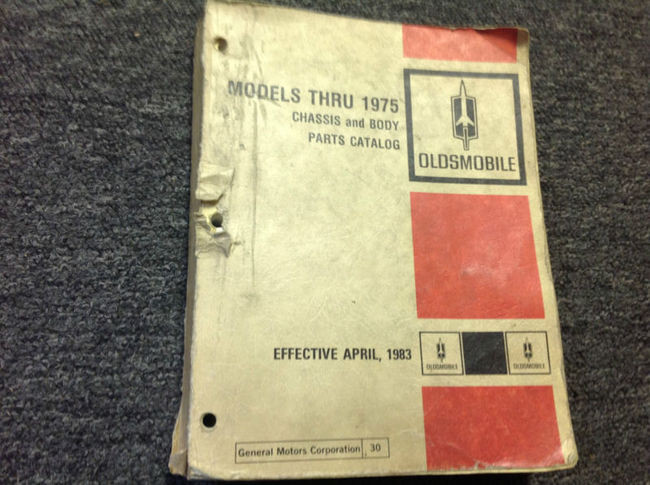 MODELS THRU 1975
CHASSIS and BODY
PARTS CATALOG
OLDSMOBILE
EFFECTIVE APRIL, 1983
OLDSMOBILE
OLDSMOBILE
General Motors Corporation 30